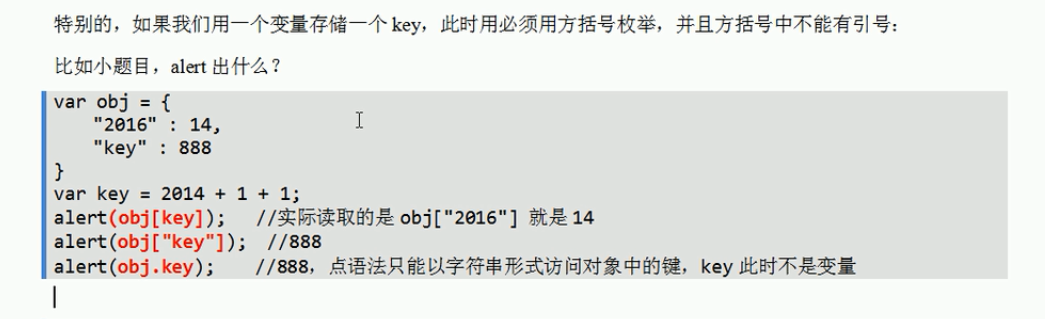 特别的，如果我们用一个变量存储一个 key，此时用必须用方括号枚举，并且方括号中不能有引号：
比如小题目，alert 出什么？
var obj = {
"2016" : 14,
"key" : 888
}
var key = 2014 + 1 + 1;
alert(obj[key]);   //实际读取的是 obj["2016"] 就是 14
alert(obj["key"]);  //888
alert(obj.key);    //888，点语法只能以字符串形式访问对象中的键，key 此时不是变量